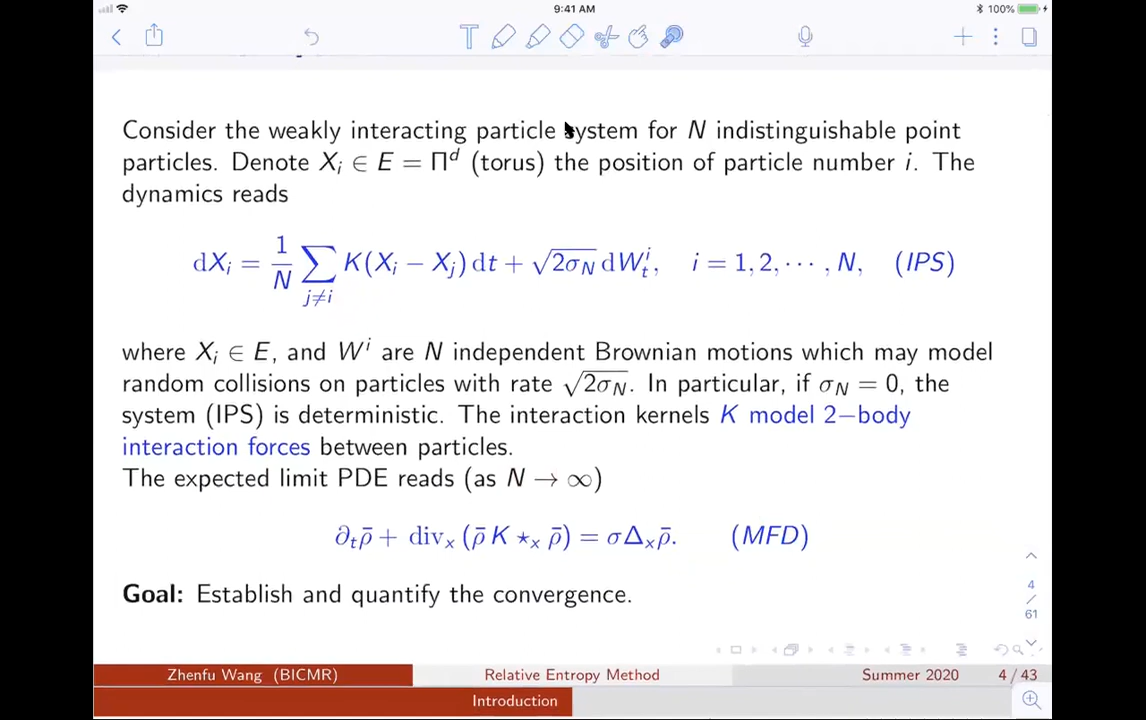 9:41 AM
100%
Consider the weakly interacting particle system for N indistinguishable point
particles. Denote X_i ∈ E = Π^d (torus) the position of particle number i. The
dynamics reads
dX_i = 1/N ∑_{j≠i} K(X_i − X_j) dt + √2σ_N dW_t^i, i = 1, 2, ⋯ , N, (IPS)
where X_i ∈ E, and W^i are N independent Brownian motions which may model
random collisions on particles with rate √2σ_N. In particular, if σ_N = 0, the
system (IPS) is deterministic. The interaction kernels K model 2−body
interaction forces between particles.
The expected limit PDE reads (as N → ∞)
∂_t ρ̄ + div_x (ρ̄ K ⋆_x ρ̄) = σΔ_x ρ̄. (MFD)
Goal: Establish and quantify the convergence.
4
/
61
Zhenfu Wang (BICMR) Relative Entropy Method Summer 2020 4 / 43
Introduction